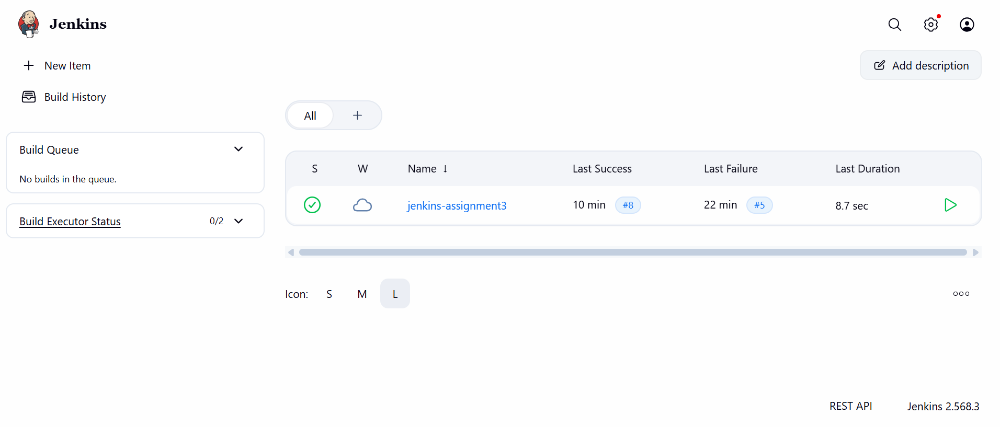 Jenkins
New Item
Add description
Build History
All
Build Queue
No builds in the queue.
Build Executor Status 0/2
S W Name ↓ Last Success Last Failure Last Duration
jenkins-assignment3 10 min #8 22 min #5 8.7 sec
Icon: S M L
REST API Jenkins 2.568.3